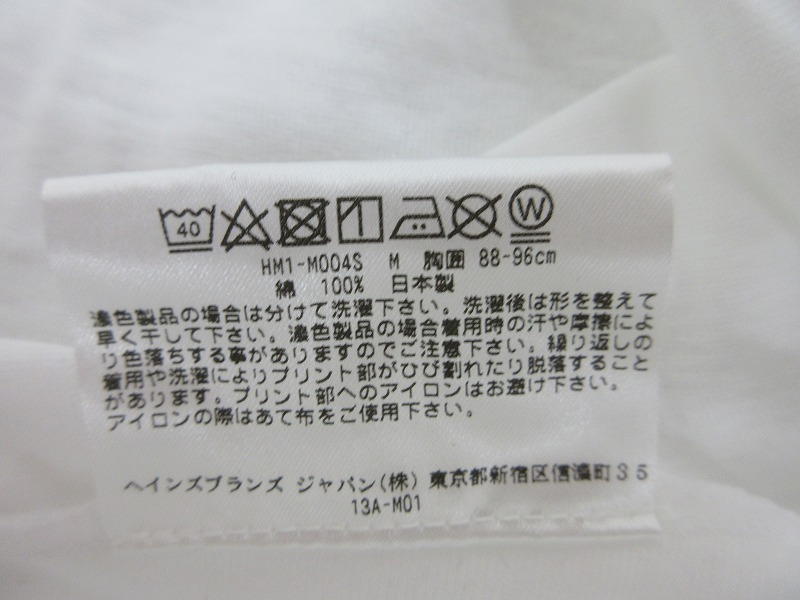 40
W
HM1-M004S M 胸囲 88-96cm
綿 100% 日本製
濃色製品の場合は分けて洗濯下さい。洗濯後は形を整えて
早く干して下さい。濃色製品の場合着用時の汗や摩擦によ
り色落ちする事がありますのでご注意下さい。繰り返しの
着用や洗濯によりプリント部がひび割れたり脱落すること
があります。プリント部へのアイロンはお避け下さい。
アイロンの際はあて布をご使用下さい。
ヘインズブランズ ジャパン(株) 東京都新宿区信濃町35
13A-M01